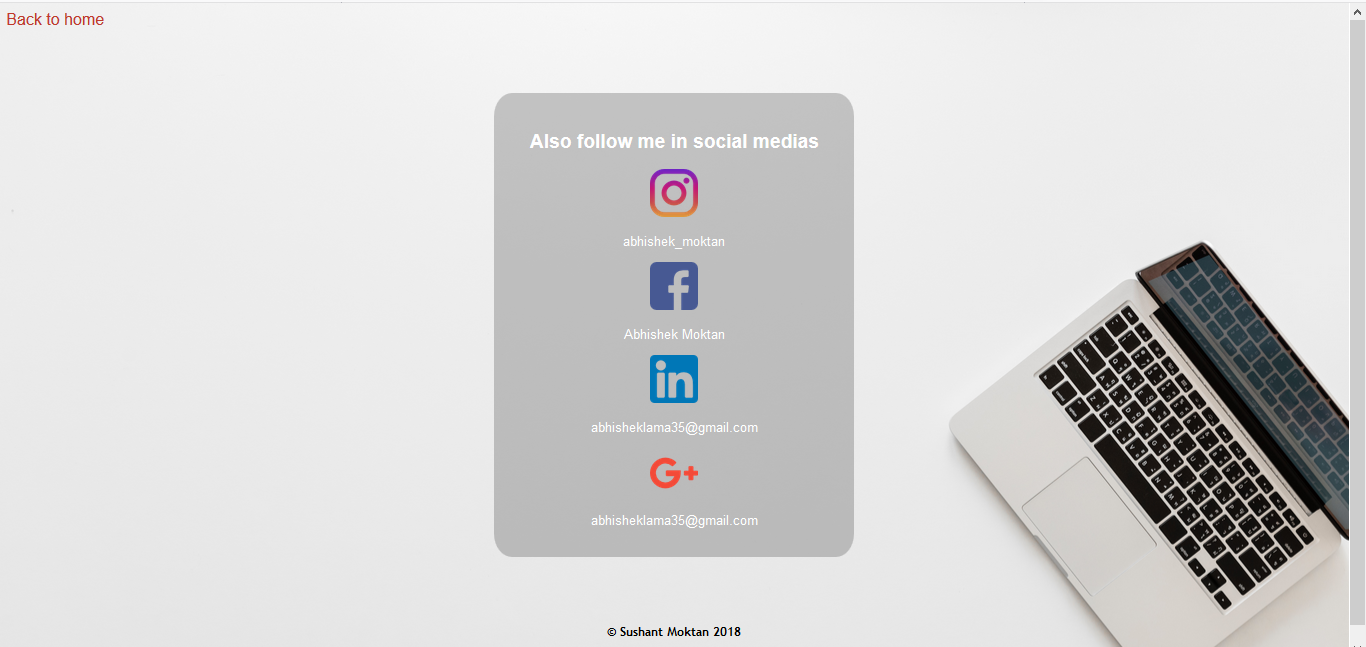 Back to home
Also follow me in social medias
abhishek_moktan
Abhishek Moktan
in
abhisheklama35@gmail.com
G+
abhisheklama35@gmail.com
© Sushant Moktan 2018